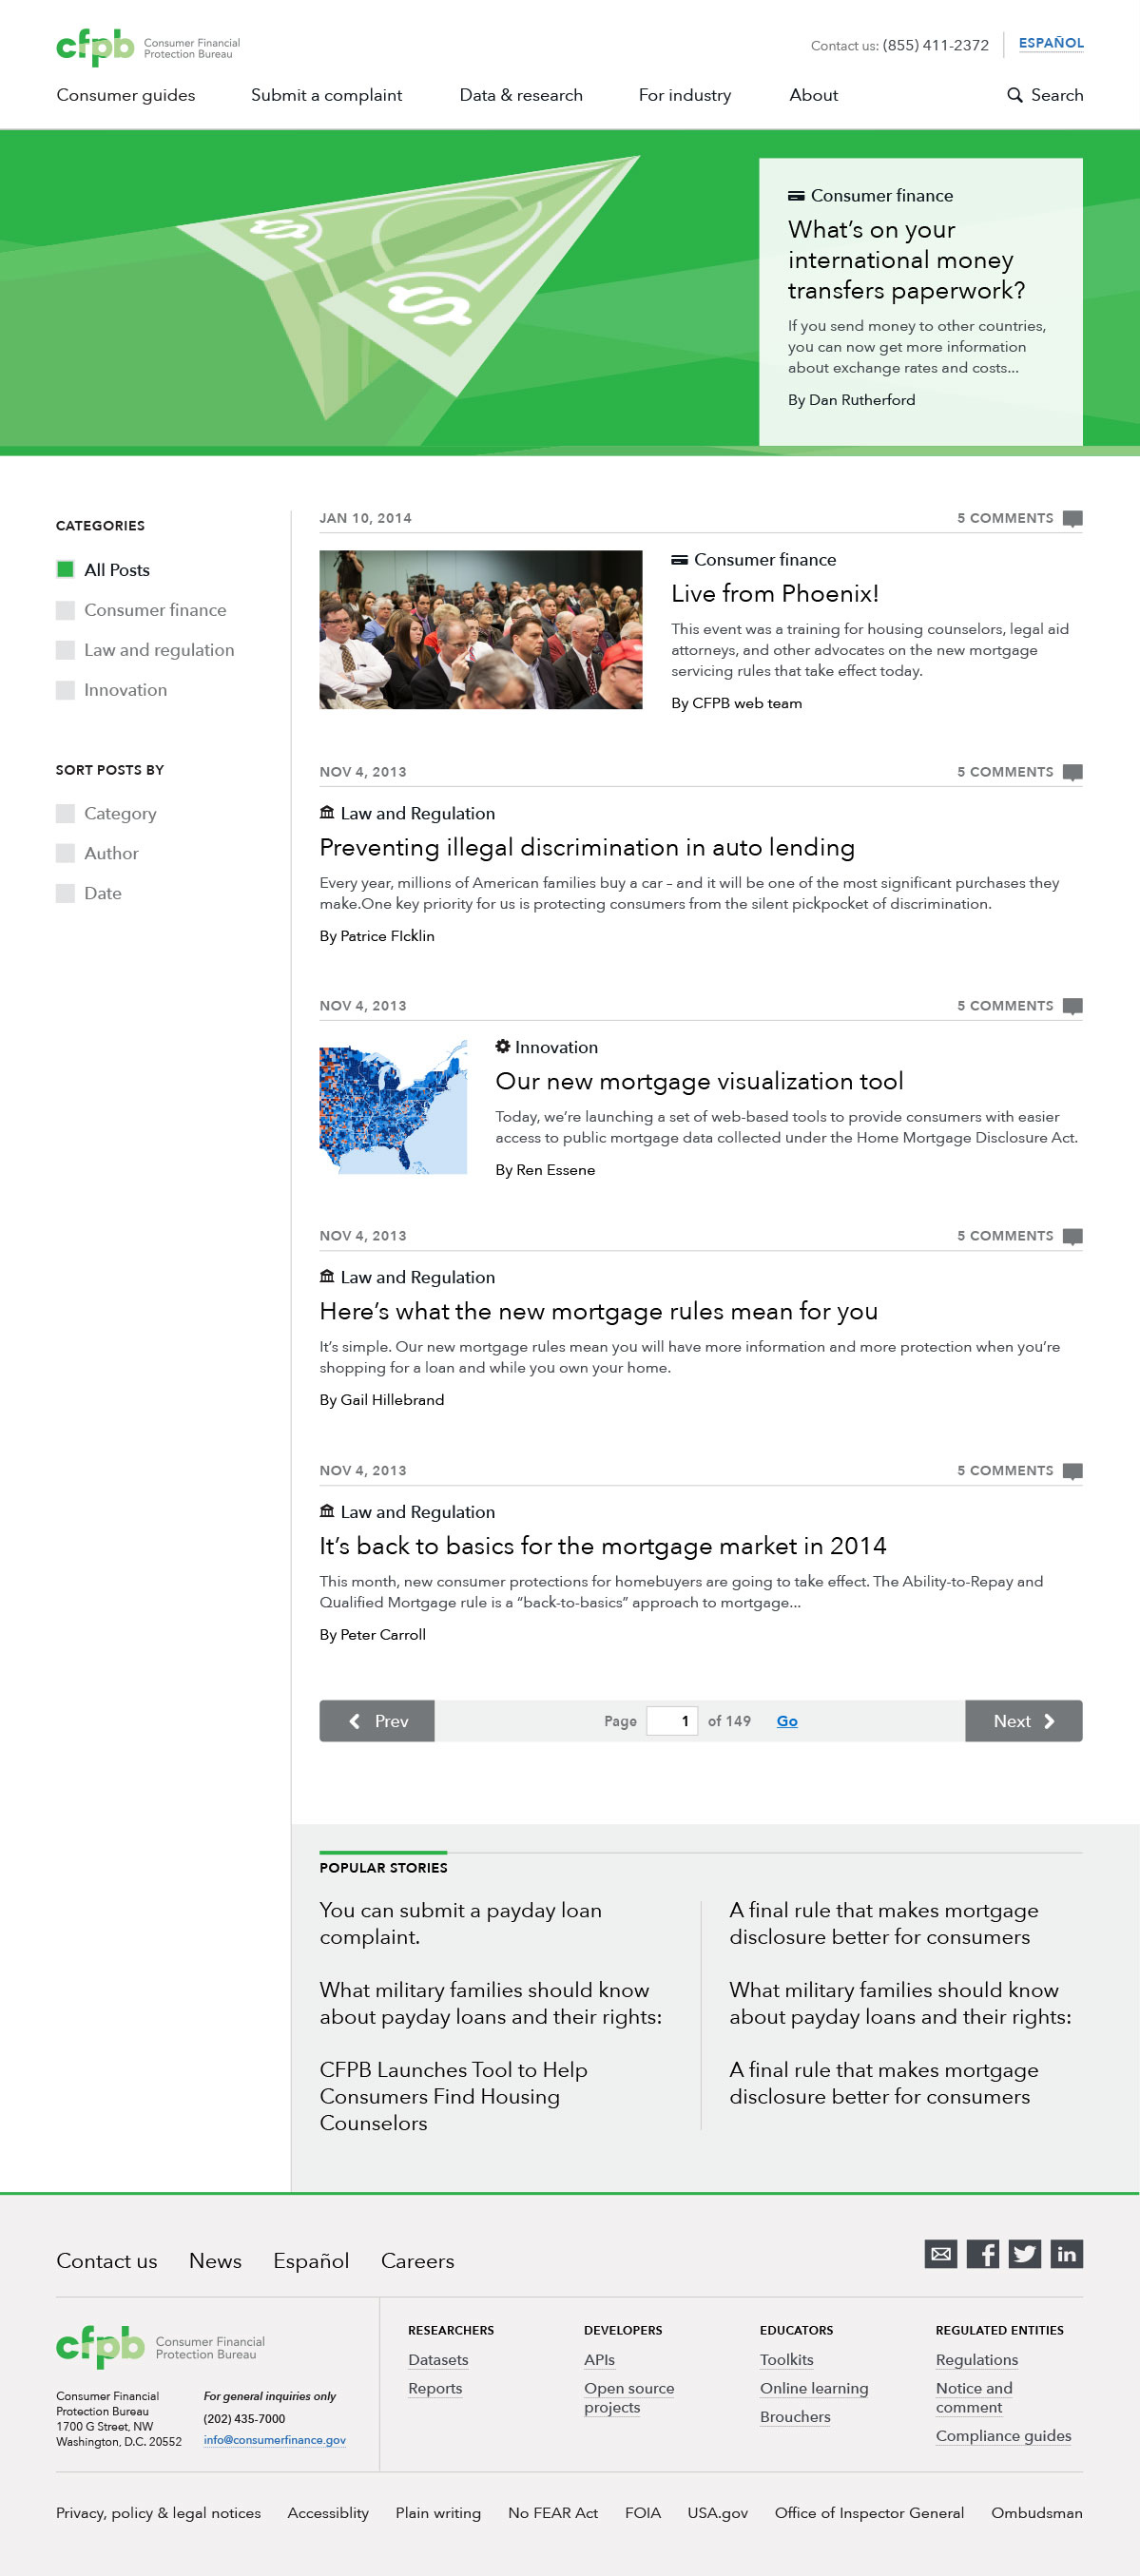 cfpb Consumer Financial
Protection Bureau
Contact us: (855) 411-2372
ESPAÑOL
Consumer guides
Submit a complaint
Data & research
For industry
About
Search
Consumer finance
What’s on your
international money
transfers paperwork?
If you send money to other countries,
you can now get more information
about exchange rates and costs...
By Dan Rutherford
CATEGORIES
All Posts
Consumer finance
Law and regulation
Innovation
SORT POSTS BY
Category
Author
Date
JAN 10, 2014
5 COMMENTS
Consumer finance
Live from Phoenix!
This event was a training for housing counselors, legal aid
attorneys, and other advocates on the new mortgage
servicing rules that take effect today.
By CFPB web team
NOV 4, 2013
5 COMMENTS
Law and Regulation
Preventing illegal discrimination in auto lending
Every year, millions of American families buy a car – and it will be one of the most significant purchases they
make.One key priority for us is protecting consumers from the silent pickpocket of discrimination.
By Patrice FIcklin
NOV 4, 2013
5 COMMENTS
Innovation
Our new mortgage visualization tool
Today, we’re launching a set of web-based tools to provide consumers with easier
access to public mortgage data collected under the Home Mortgage Disclosure Act.
By Ren Essene
NOV 4, 2013
5 COMMENTS
Law and Regulation
Here’s what the new mortgage rules mean for you
It’s simple. Our new mortgage rules mean you will have more information and more protection when you’re
shopping for a loan and while you own your home.
By Gail Hillebrand
NOV 4, 2013
5 COMMENTS
Law and Regulation
It’s back to basics for the mortgage market in 2014
This month, new consumer protections for homebuyers are going to take effect. The Ability-to-Repay and
Qualified Mortgage rule is a “back-to-basics” approach to mortgage...
By Peter Carroll
Prev
Page 1 of 149 Go
Next
POPULAR STORIES
You can submit a payday loan
complaint.
What military families should know
about payday loans and their rights:
CFPB Launches Tool to Help
Consumers Find Housing
Counselors
A final rule that makes mortgage
disclosure better for consumers
What military families should know
about payday loans and their rights:
A final rule that makes mortgage
disclosure better for consumers
Contact us
News
Español
Careers
cfpb Consumer Financial
Protection Bureau
Consumer Financial
Protection Bureau
1700 G Street, NW
Washington, D.C. 20552
For general inquiries only
(202) 435-7000
info@consumerfinance.gov
RESEARCHERS
Datasets
Reports
DEVELOPERS
APIs
Open source
projects
EDUCATORS
Toolkits
Online learning
Brouchers
REGULATED ENTITIES
Regulations
Notice and
comment
Compliance guides
Privacy, policy & legal notices
Accessiblity
Plain writing
No FEAR Act
FOIA
USA.gov
Office of Inspector General
Ombudsman